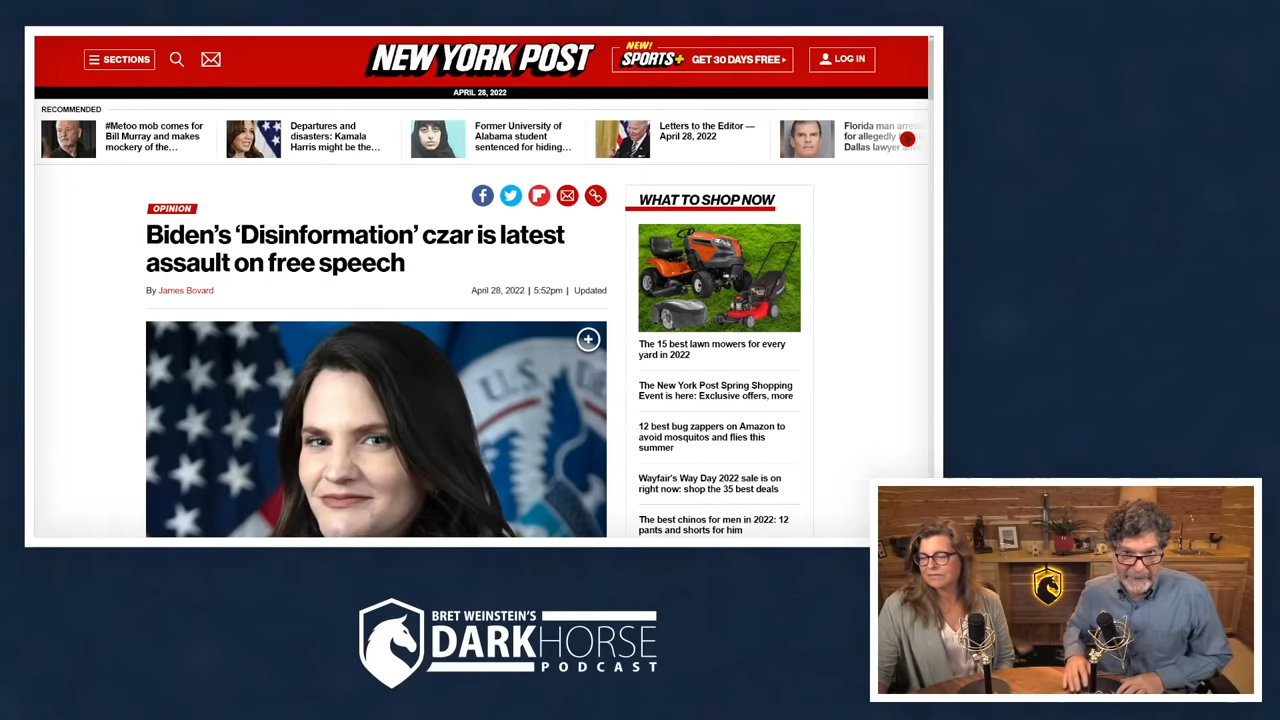 SECTIONS
NEW YORK POST
NEW!
SPORTS+
GET 30 DAYS FREE
LOG IN
APRIL 28, 2022
RECOMMENDED
#Metoo mob comes for
Bill Murray and makes
mockery of the…
Departures and
disasters: Kamala
Harris might be the…
Former University of
Alabama student
sentenced for hiding…
Letters to the Editor —
April 28, 2022
Florida man
for allegedly
Dallas lawyer
OPINION
Biden’s ‘Disinformation’ czar is latest
assault on free speech
By James Bovard
April 28, 2022 | 5:52pm | Updated
WHAT TO SHOP NOW
The 15 best lawn mowers for every
yard in 2022
The New York Post Spring Shopping
Event is here: Exclusive offers, more
12 best bug zappers on Amazon to
avoid mosquitos and flies this
summer
Wayfair's Way Day 2022 sale is on
right now: shop the 35 best deals
The best chinos for men in 2022: 12
pants and shorts for him
U.S.
BRET WEINSTEIN'S
DARKHORSE
PODCAST